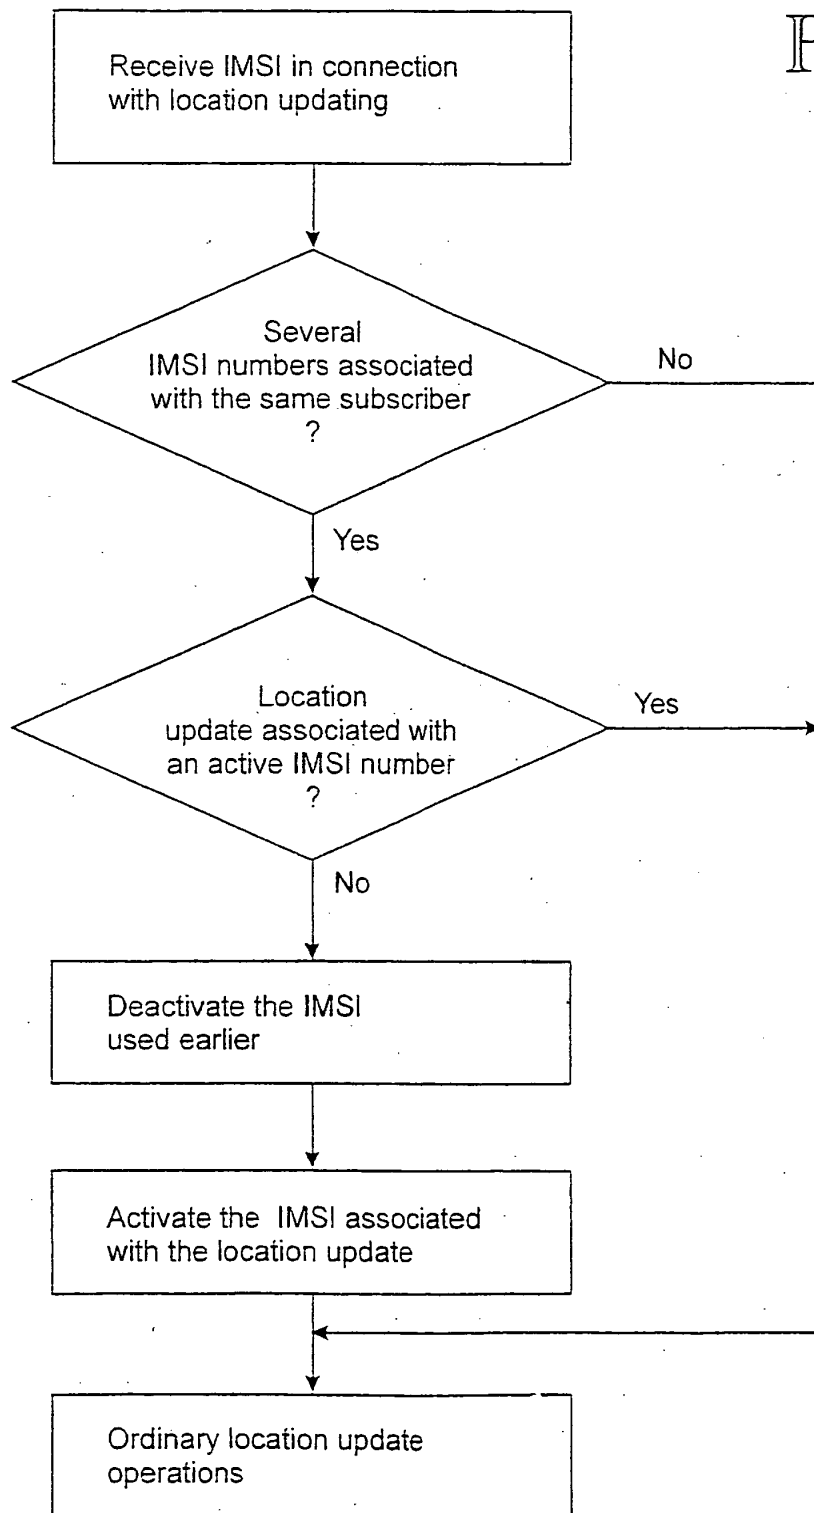 Receive IMSI in connection
with location updating
Several
IMSI numbers associated
with the same subscriber
?
No
Yes
Location
update associated with
an active IMSI number
?
Yes
No
Deactivate the IMSI
used earlier
Activate the IMSI associated
with the location update
Ordinary location update
operations